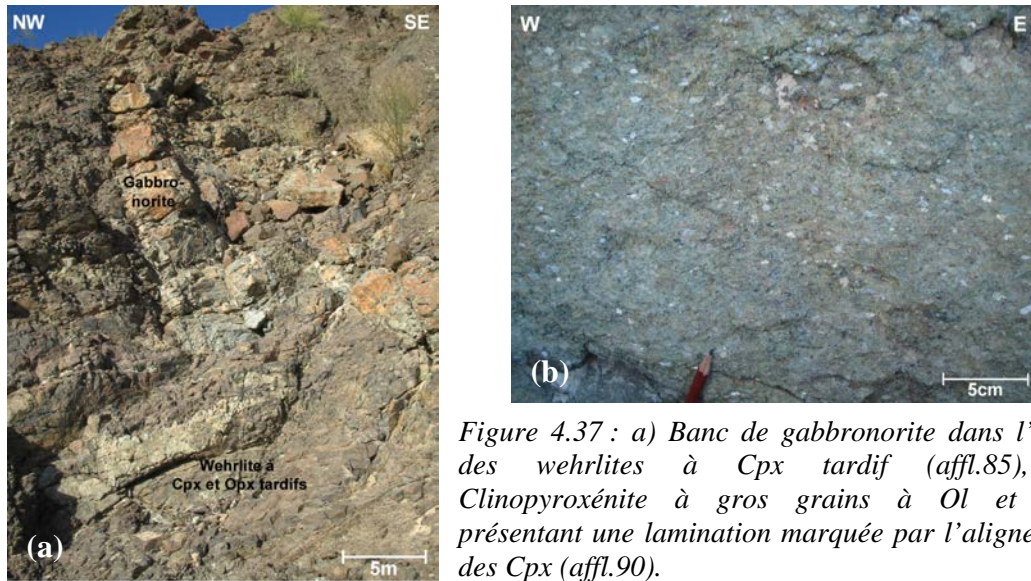 NW
SE
Gabbro-
norite
Wehrlite à
Cpx et Opx tardifs
(a)
5m
W
E
(b)
5cm
Figure 4.37 : a) Banc de gabbronorite dans l’
des wehrlites à Cpx tardif (affl.85),
Clinopyroxénite à gros grains à Ol et
présentant une lamination marquée par l’aligne
des Cpx (affl.90).